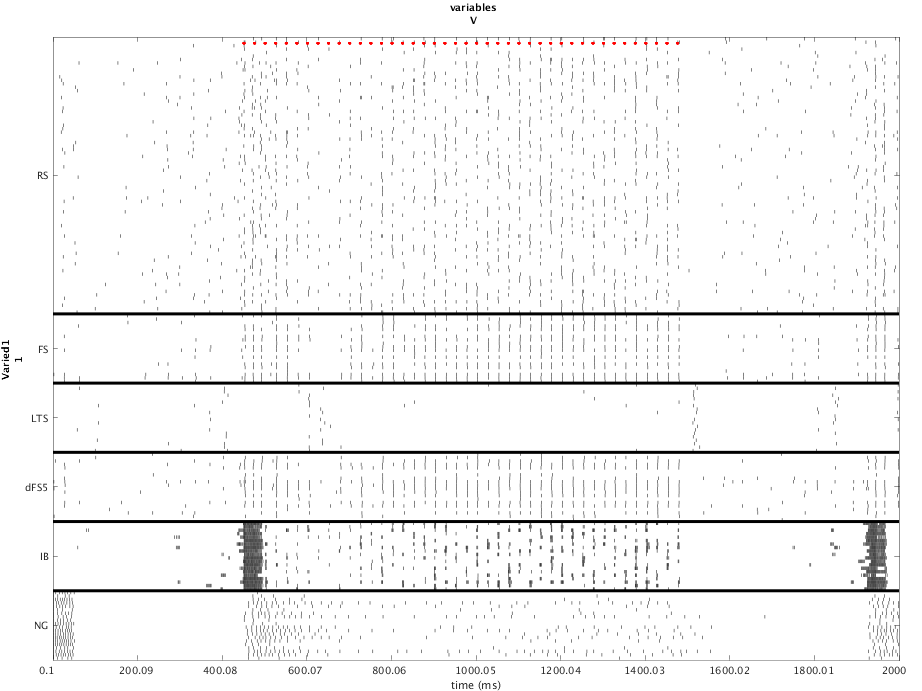 variables
V
RS
FS
LTS
dFS5
IB
NG
Varied1
1
0.1 200.09 400.08 600.07 800.06 1000.05 1200.04 1400.03 1600.02 1800.01 2000
time (ms)